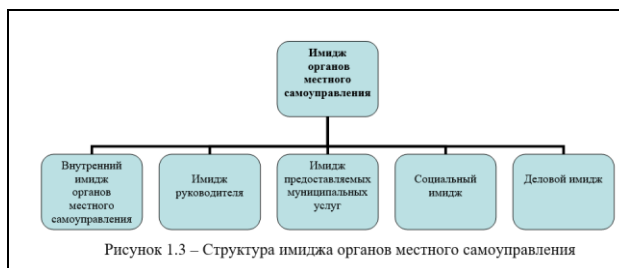 Имидж
органов
местного
самоуправления
Внутренний
имидж
органов
местного
самоуправления
Имидж
руководителя
Имидж
предоставляемых
муниципальных
услуг
Социальный
имидж
Деловой имидж
Рисунок 1.3 – Структура имиджа органов местного самоуправления